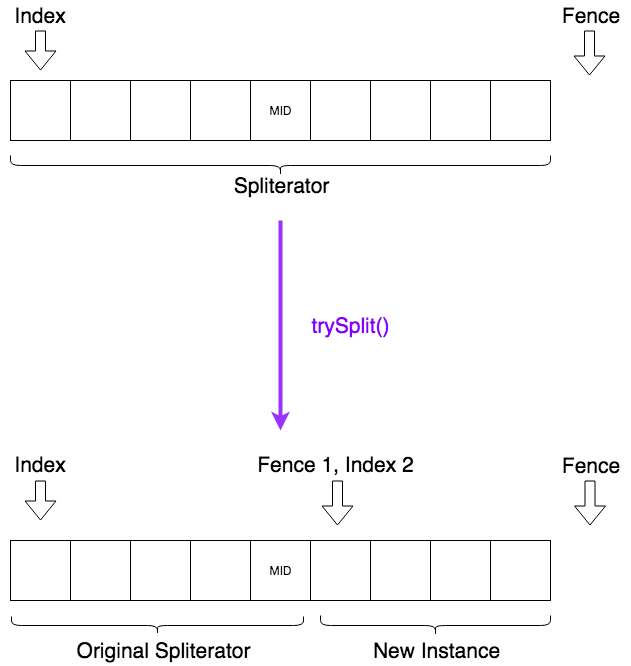 Index
Fence
MID
Spliterator
trySplit()
Index
Fence 1, Index 2
Fence
MID
Original Spliterator
New Instance